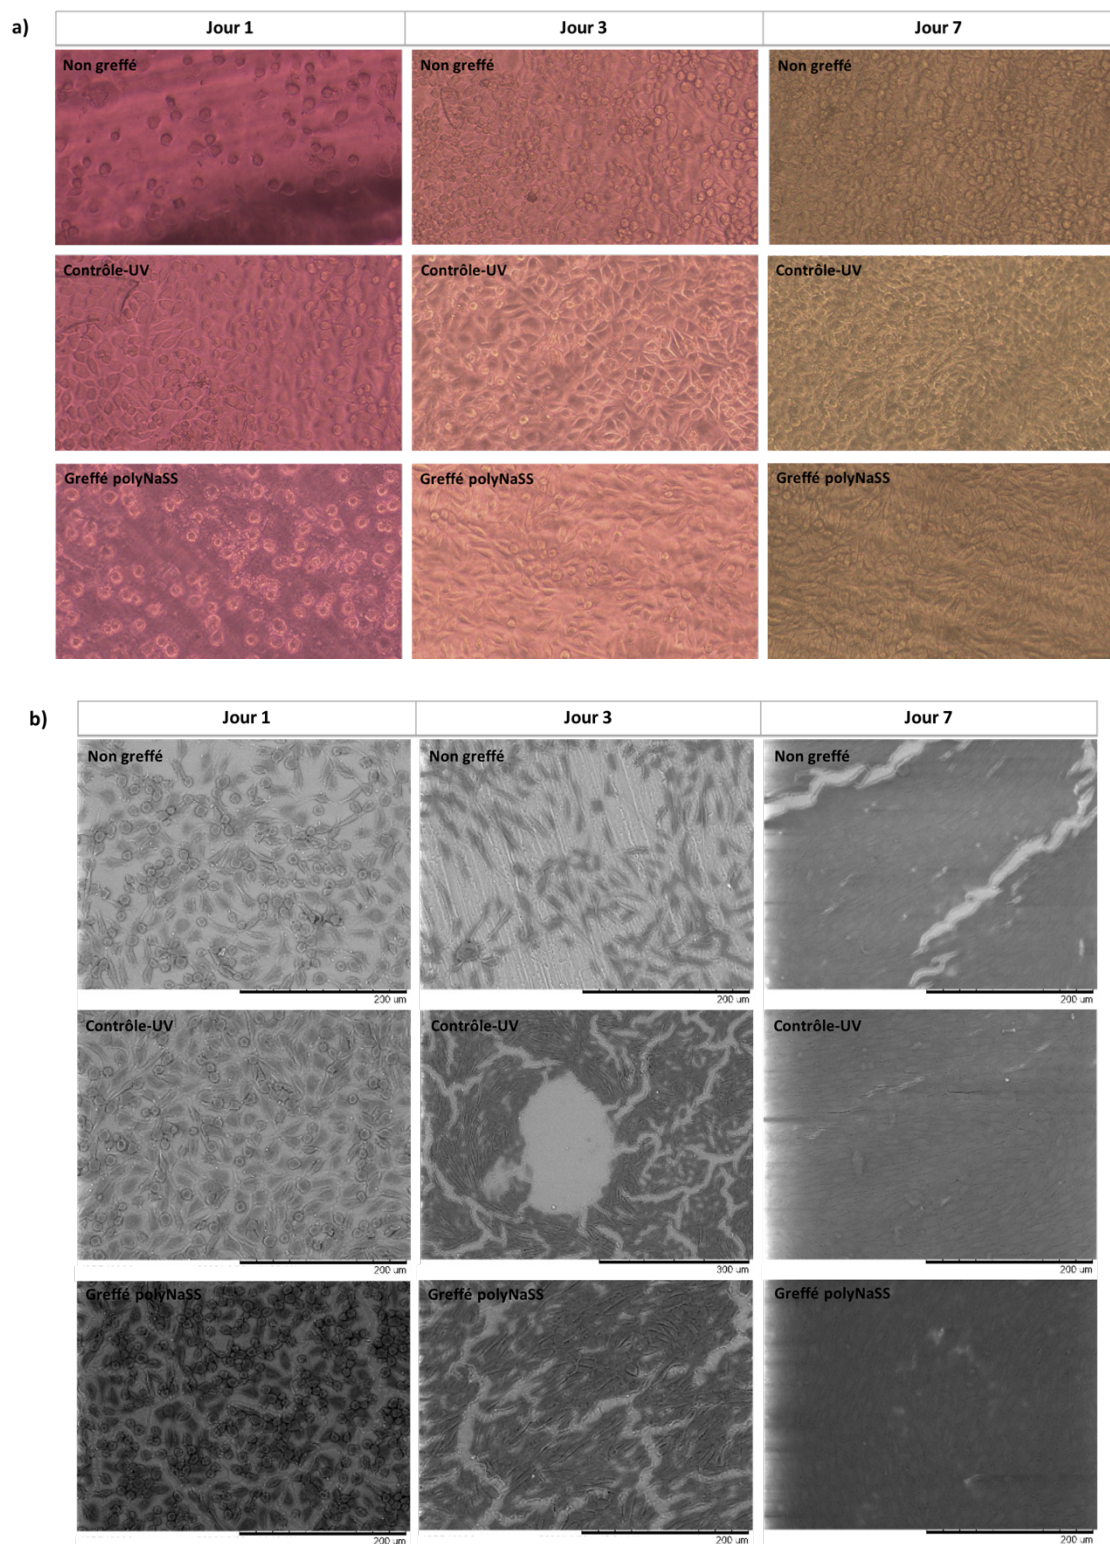 a)
Jour 1 Jour 3 Jour 7
Non greffé Non greffé Non greffé
Contrôle-UV Contrôle-UV Contrôle-UV
Greffé polyNaSS Greffé polyNaSS Greffé polyNaSS
b)
Jour 1 Jour 3 Jour 7
Non greffé Non greffé Non greffé
200 um 200 um 200 um
Contrôle-UV Contrôle-UV Contrôle-UV
200 um 300 um 200 um
Greffé polyNaSS Greffé polyNaSS Greffé polyNaSS
200 um 200 um 200 um